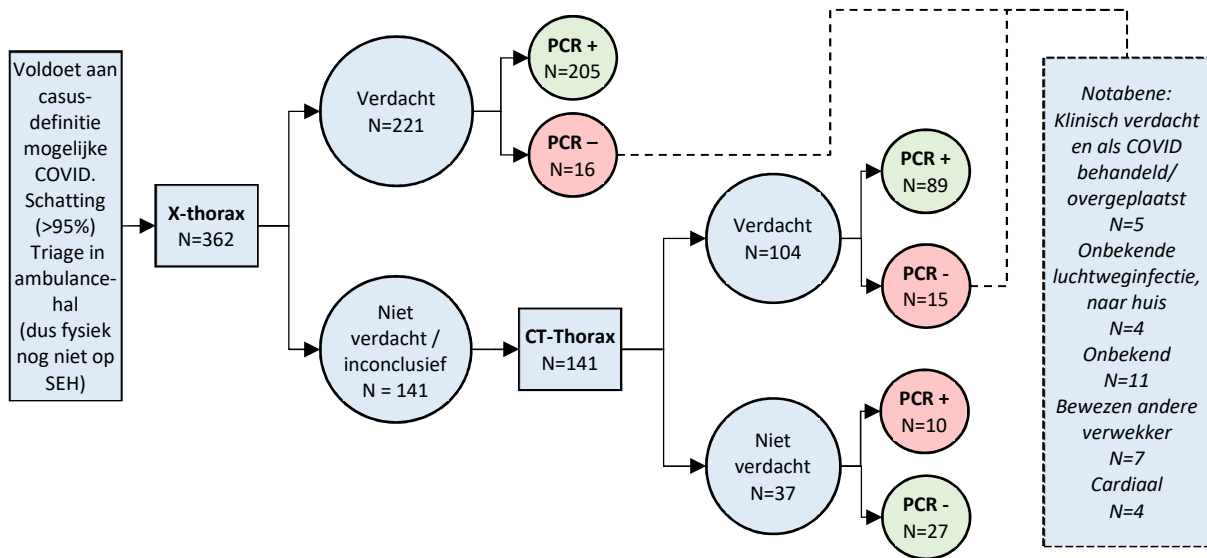 Voldoet aan
casus-
definitie
mogelijke
COVID.
Schatting
(>95%)
Triage in
ambulance-
hal
(dus fysiek
nog niet op
SEH)
X-thorax
N=362
Verdacht
N=221
PCR +
N=205
PCR –
N=16
Niet
verdacht /
inconclusief
N = 141
CT-Thorax
N=141
Verdacht
N=104
PCR +
N=89
PCR -
N=15
Niet
verdacht
N=37
PCR +
N=10
PCR -
N=27
Notabene:
Klinisch verdacht
en als COVID
behandeld/
overgeplaatst
N=5
Onbekende
luchtweginfectie,
naar huis
N=4
Onbekend
N=11
Bewezen andere
verwekker
N=7
Cardiaal
N=4